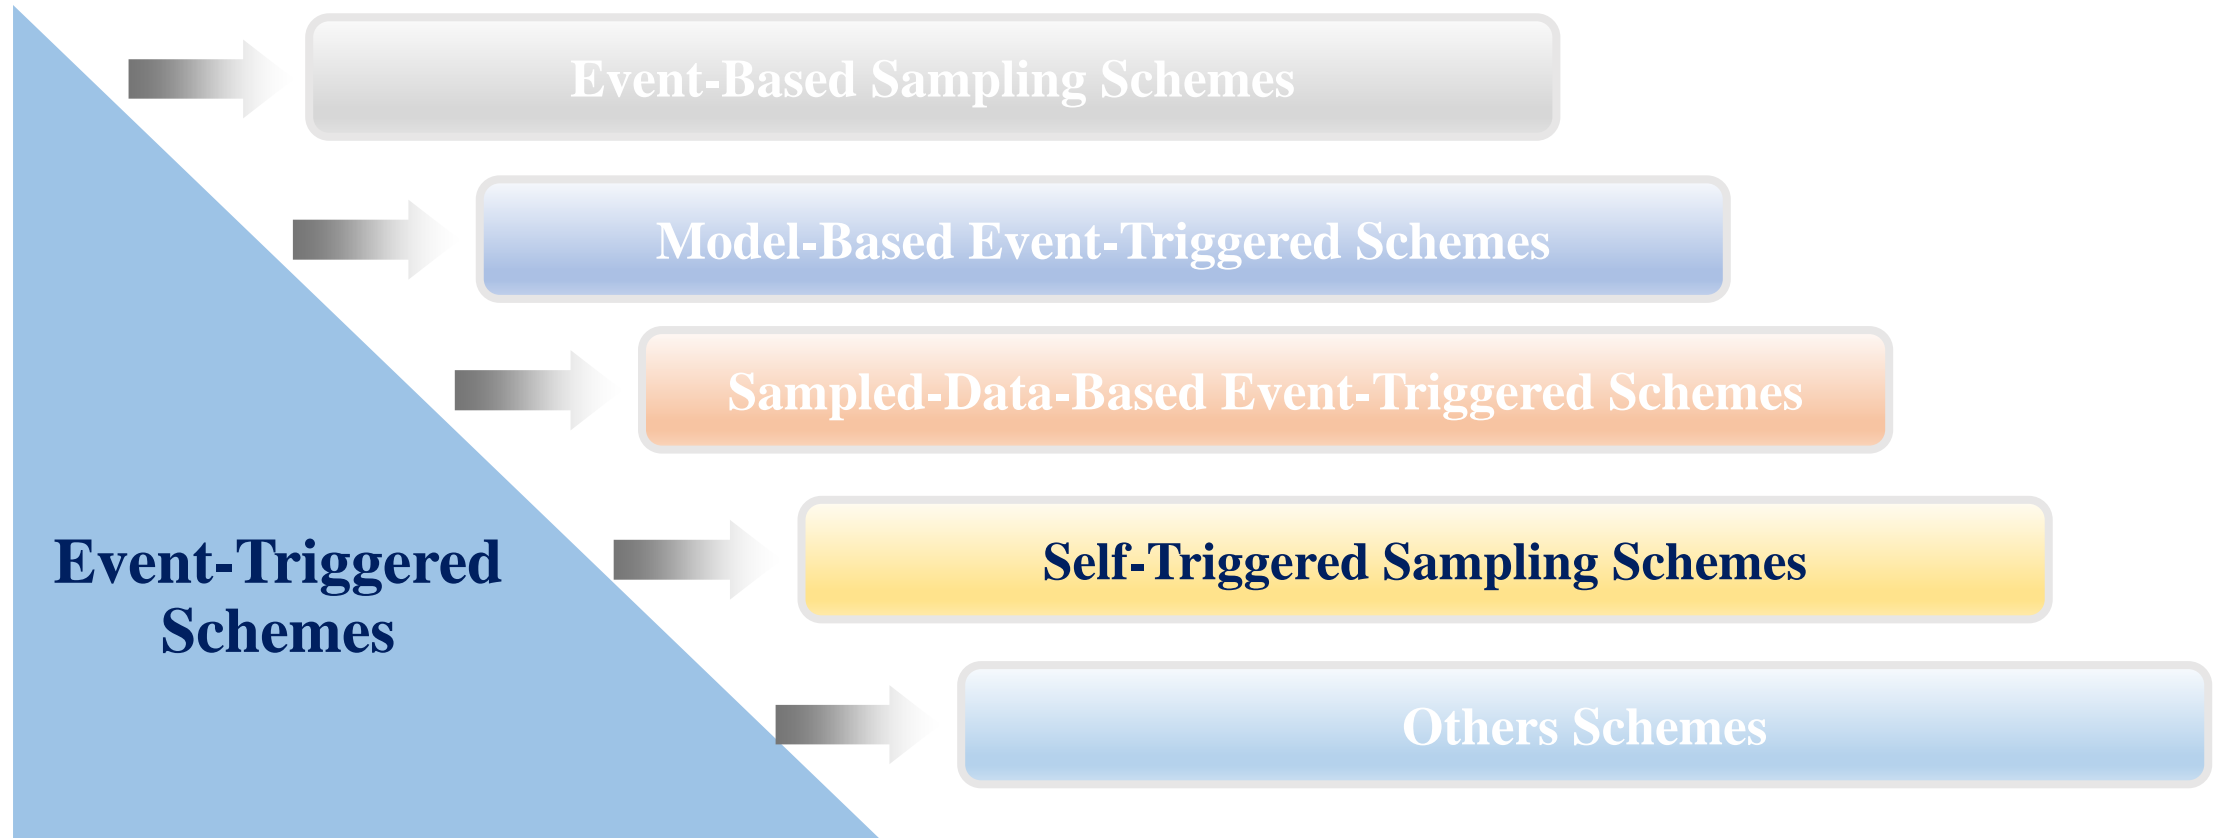 Event-Based Sampling Schemes
Model-Based Event-Triggered Schemes
Sampled-Data-Based Event-Triggered Schemes
Self-Triggered Sampling Schemes
Others Schemes
Event-Triggered
Schemes